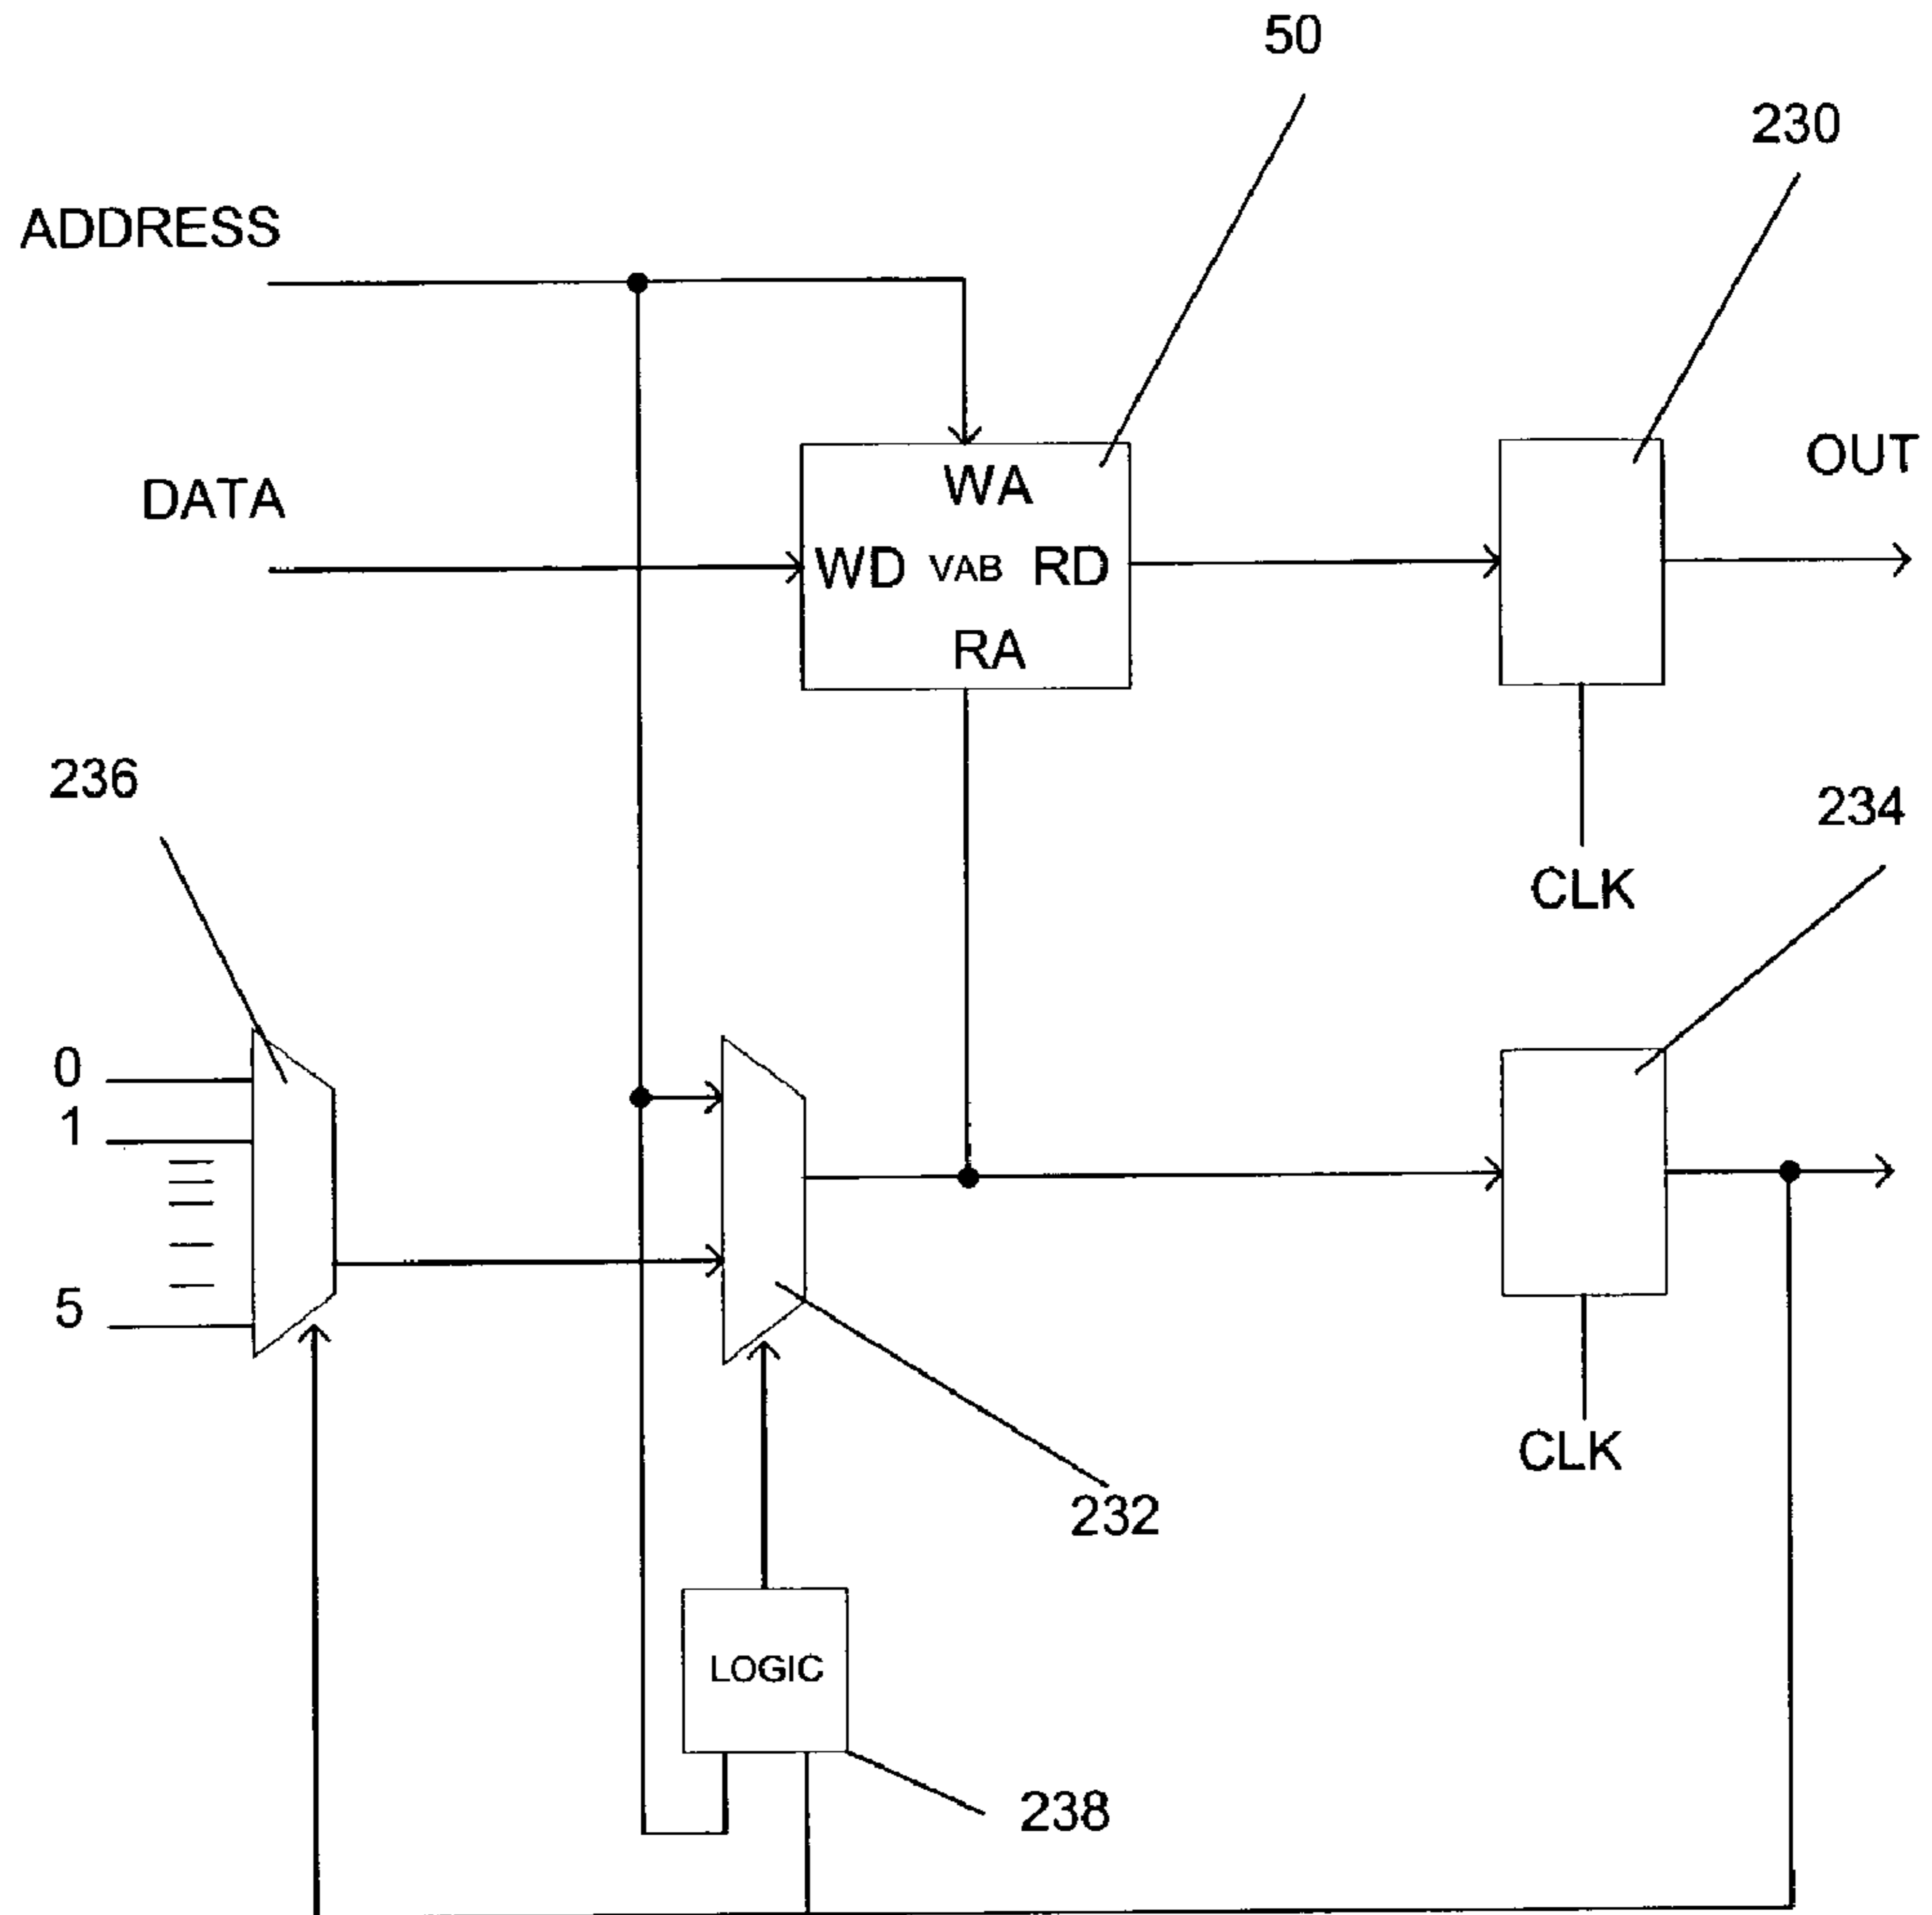 50
230
ADDRESS
OUT
DATA
WA
WD VAB RD
RA
236
234
CLK
0
1
5
CLK
232
LOGIC
238